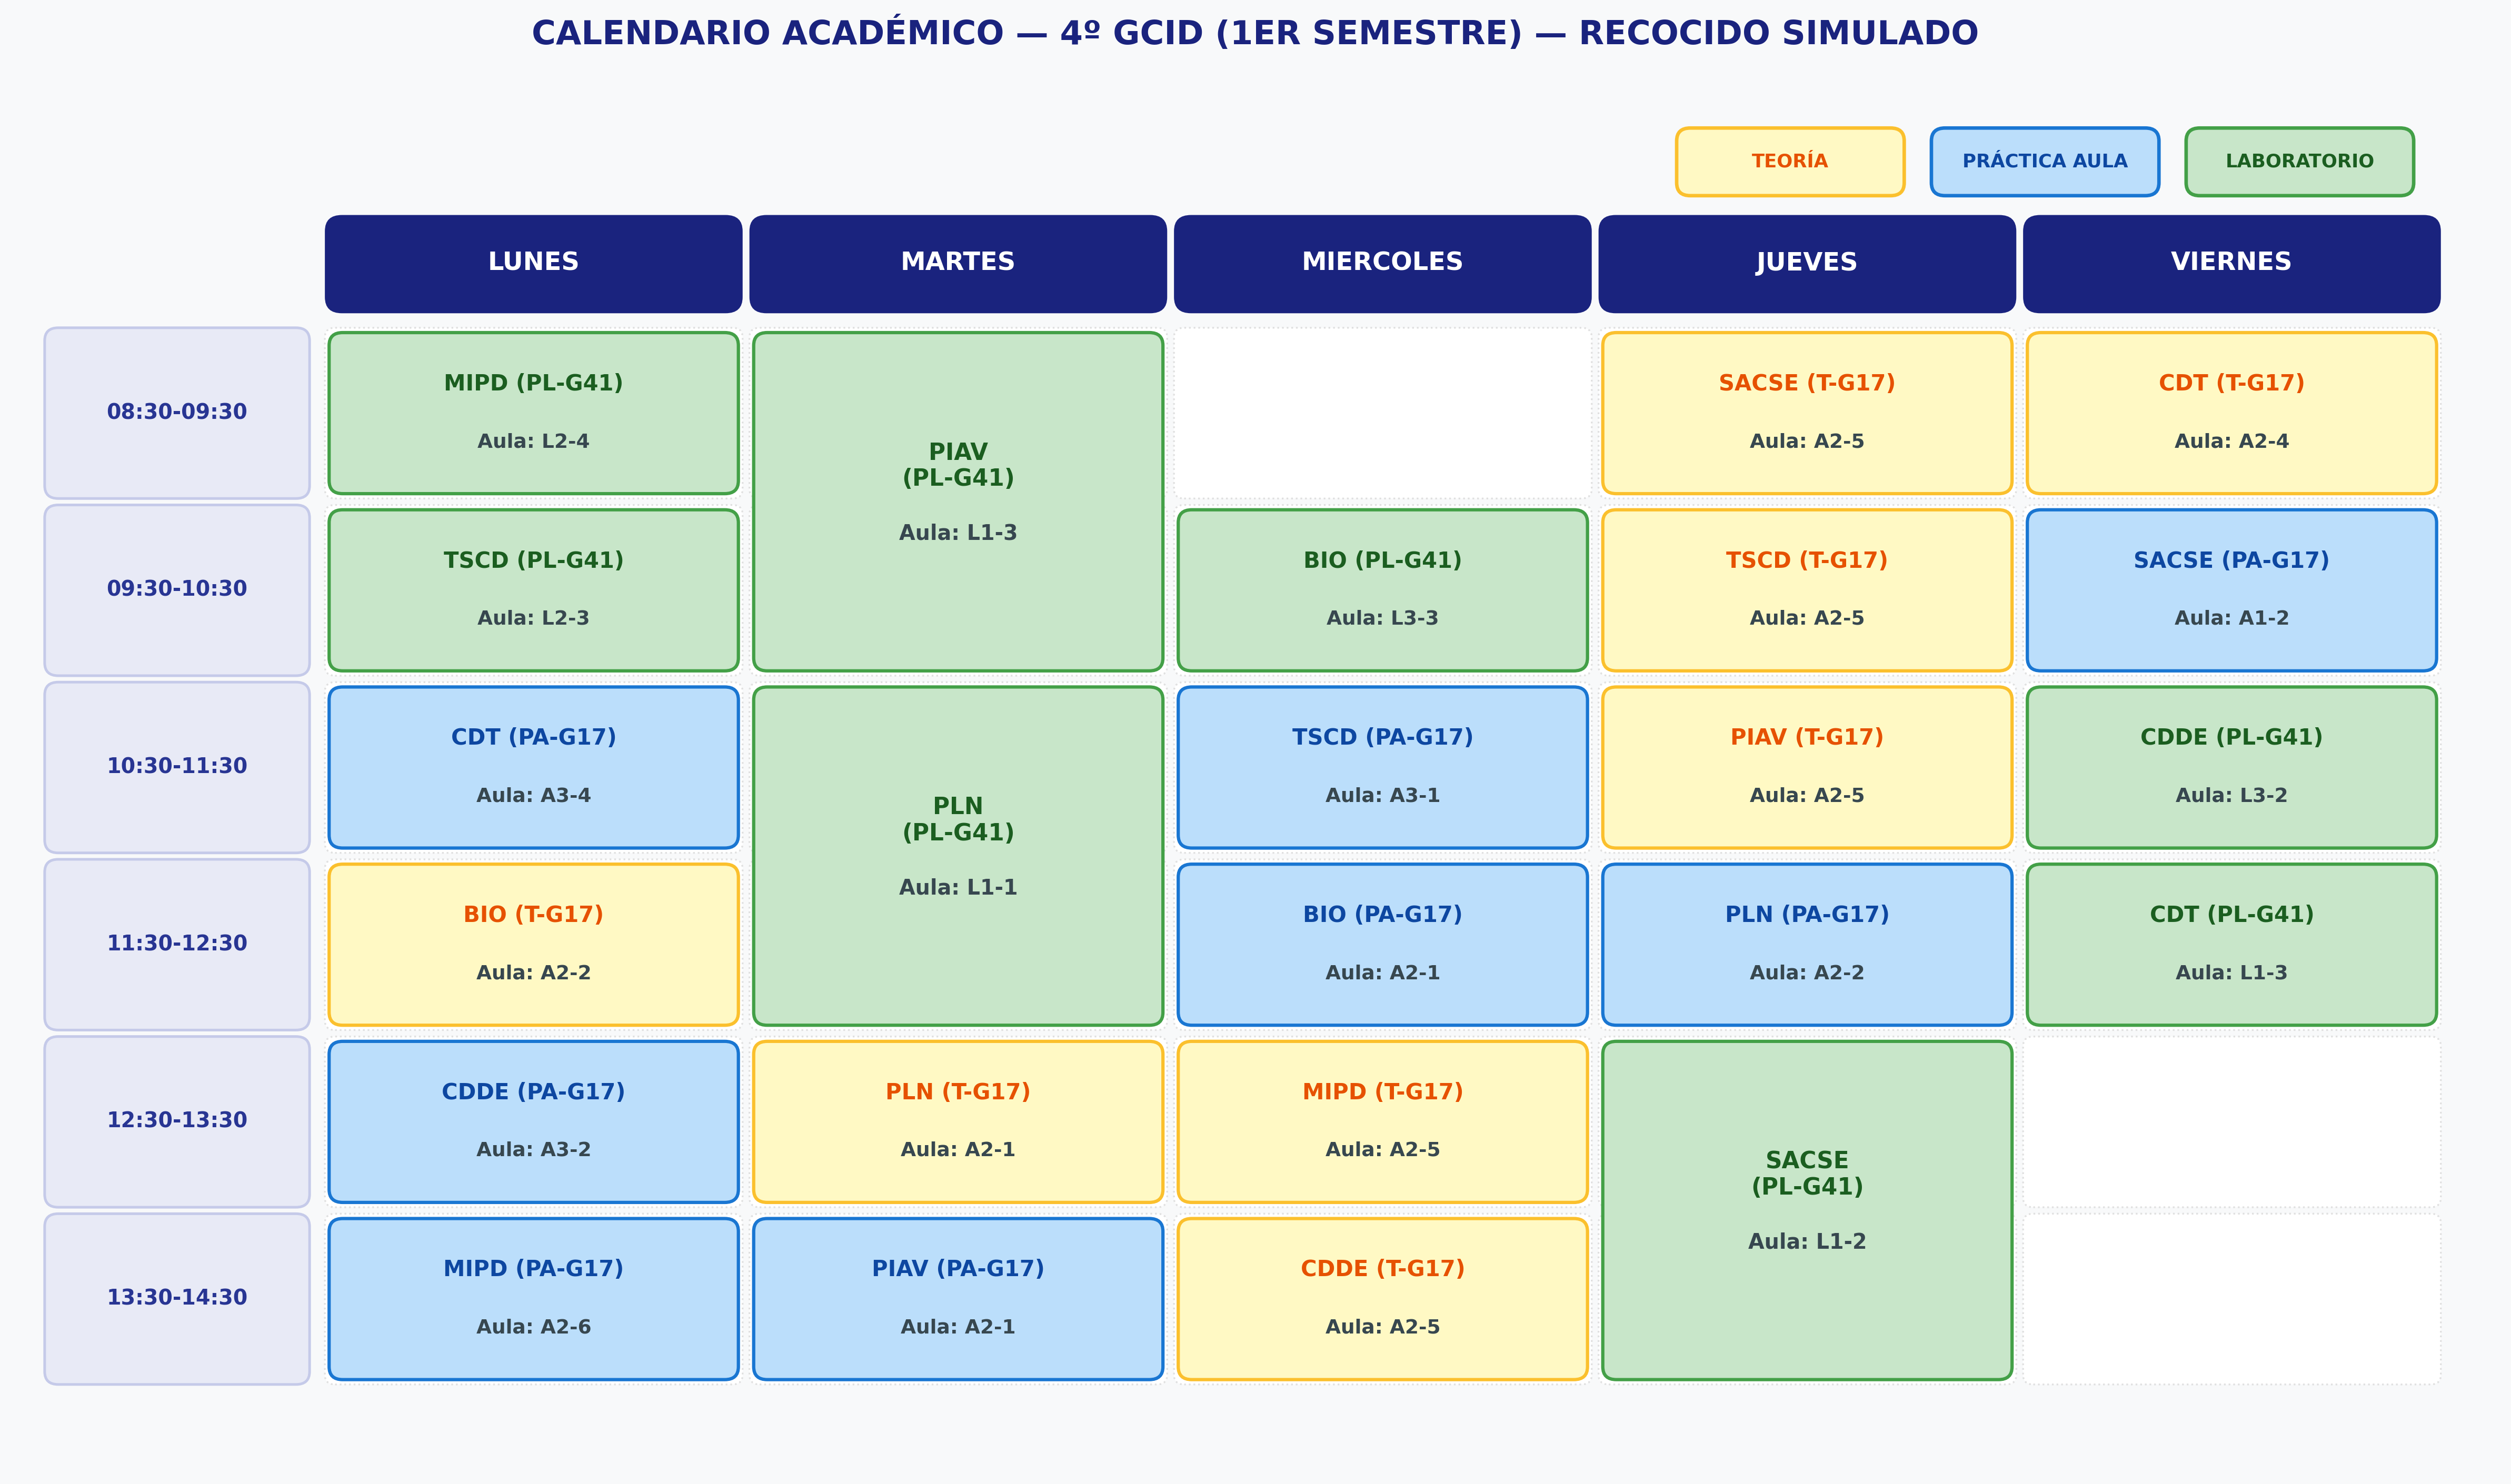 CALENDARIO ACADÉMICO — 4º GCID (1ER SEMESTRE) — RECOCIDO SIMULADO
TEORÍA
PRÁCTICA AULA
LABORATORIO
LUNES
MARTES
MIERCOLES
JUEVES
VIERNES
08:30-09:30
MIPD (PL-G41)
Aula: L2-4
PIAV
(PL-G41)
Aula: L1-3
SACSE (T-G17)
Aula: A2-5
CDT (T-G17)
Aula: A2-4
09:30-10:30
TSCD (PL-G41)
Aula: L2-3
BIO (PL-G41)
Aula: L3-3
TSCD (T-G17)
Aula: A2-5
SACSE (PA-G17)
Aula: A1-2
10:30-11:30
CDT (PA-G17)
Aula: A3-4
PLN
(PL-G41)
Aula: L1-1
TSCD (PA-G17)
Aula: A3-1
PIAV (T-G17)
Aula: A2-5
CDDE (PL-G41)
Aula: L3-2
11:30-12:30
BIO (T-G17)
Aula: A2-2
BIO (PA-G17)
Aula: A2-1
PLN (PA-G17)
Aula: A2-2
CDT (PL-G41)
Aula: L1-3
12:30-13:30
CDDE (PA-G17)
Aula: A3-2
PLN (T-G17)
Aula: A2-1
MIPD (T-G17)
Aula: A2-5
SACSE
(PL-G41)
Aula: L1-2
13:30-14:30
MIPD (PA-G17)
Aula: A2-6
PIAV (PA-G17)
Aula: A2-1
CDDE (T-G17)
Aula: A2-5